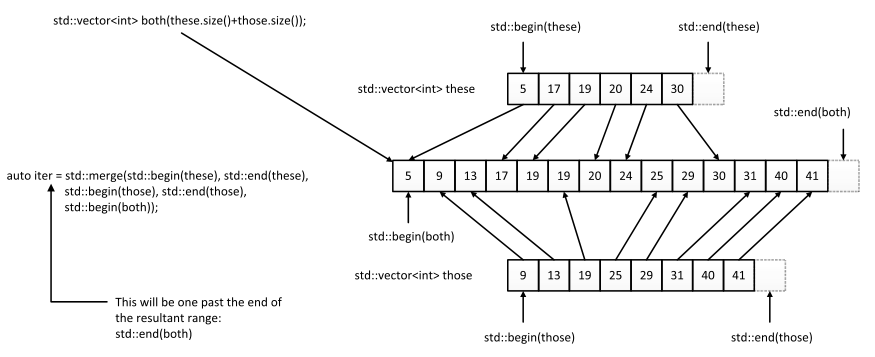 std::vector<int> both(these.size()+those.size());
std::begin(these)
std::end(these)
std::vector<int> these
5 17 19 20 24 30
std::end(both)
auto iter = std::merge(std::begin(these), std::end(these),
std::begin(those), std::end(those),
std::begin(both));
5 9 13 17 19 19 20 24 25 29 30 31 40 41
std::begin(both)
std::vector<int> those
9 13 19 25 29 31 40 41
This will be one past the end of
the resultant range:
std::end(both)
std::begin(those)
std::end(those)